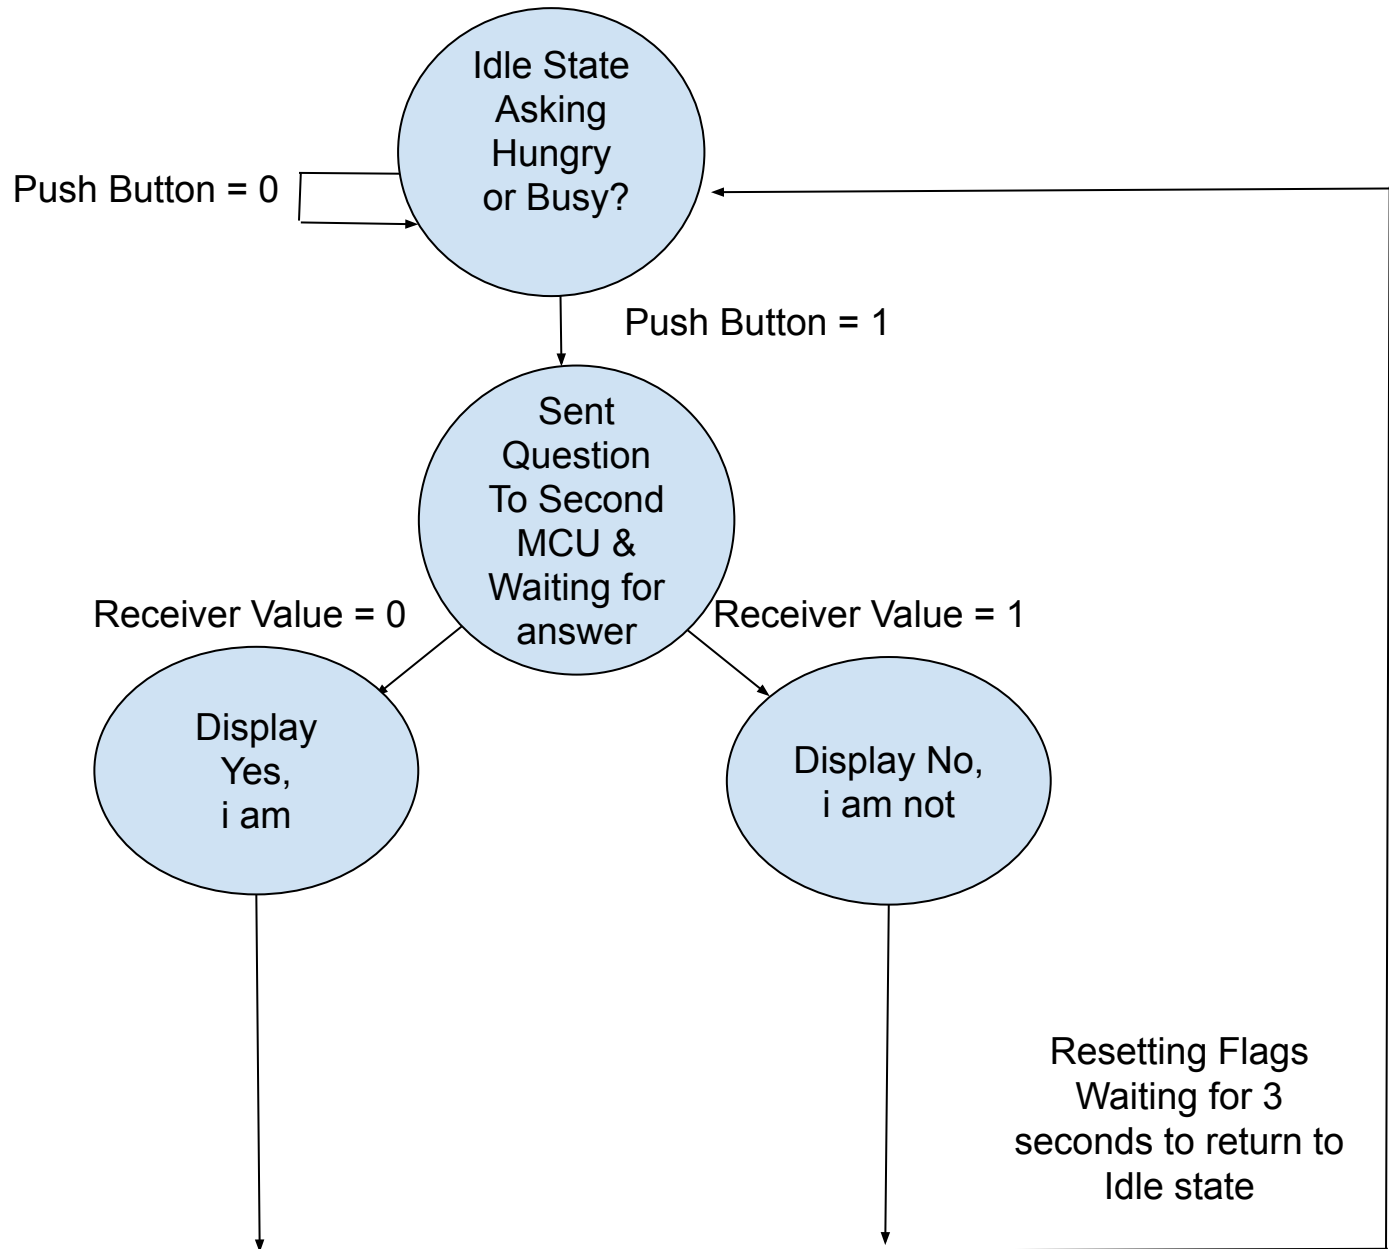 Idle State
Asking
Hungry
or Busy?
Push Button = 0
Push Button = 1
Sent
Question
To Second
MCU &
Waiting for
answer
Receiver Value = 0
Receiver Value = 1
Display
Yes,
i am
Display No,
i am not
Resetting Flags
Waiting for 3
seconds to return to
Idle state